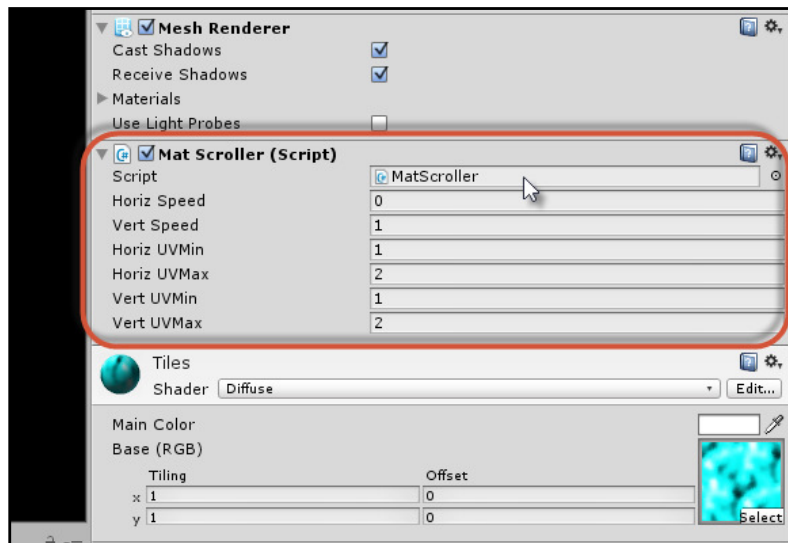 Mesh Renderer
Cast Shadows
Receive Shadows
Materials
Use Light Probes
Mat Scroller (Script)
Script MatScroller
Horiz Speed 0
Vert Speed 1
Horiz UVMin 1
Horiz UVMax 2
Vert UVMin 1
Vert UVMax 2
Tiles
Shader Diffuse Edit...
Main Color
Base (RGB)
Tiling Offset
x 1 0
y 1 0
Select